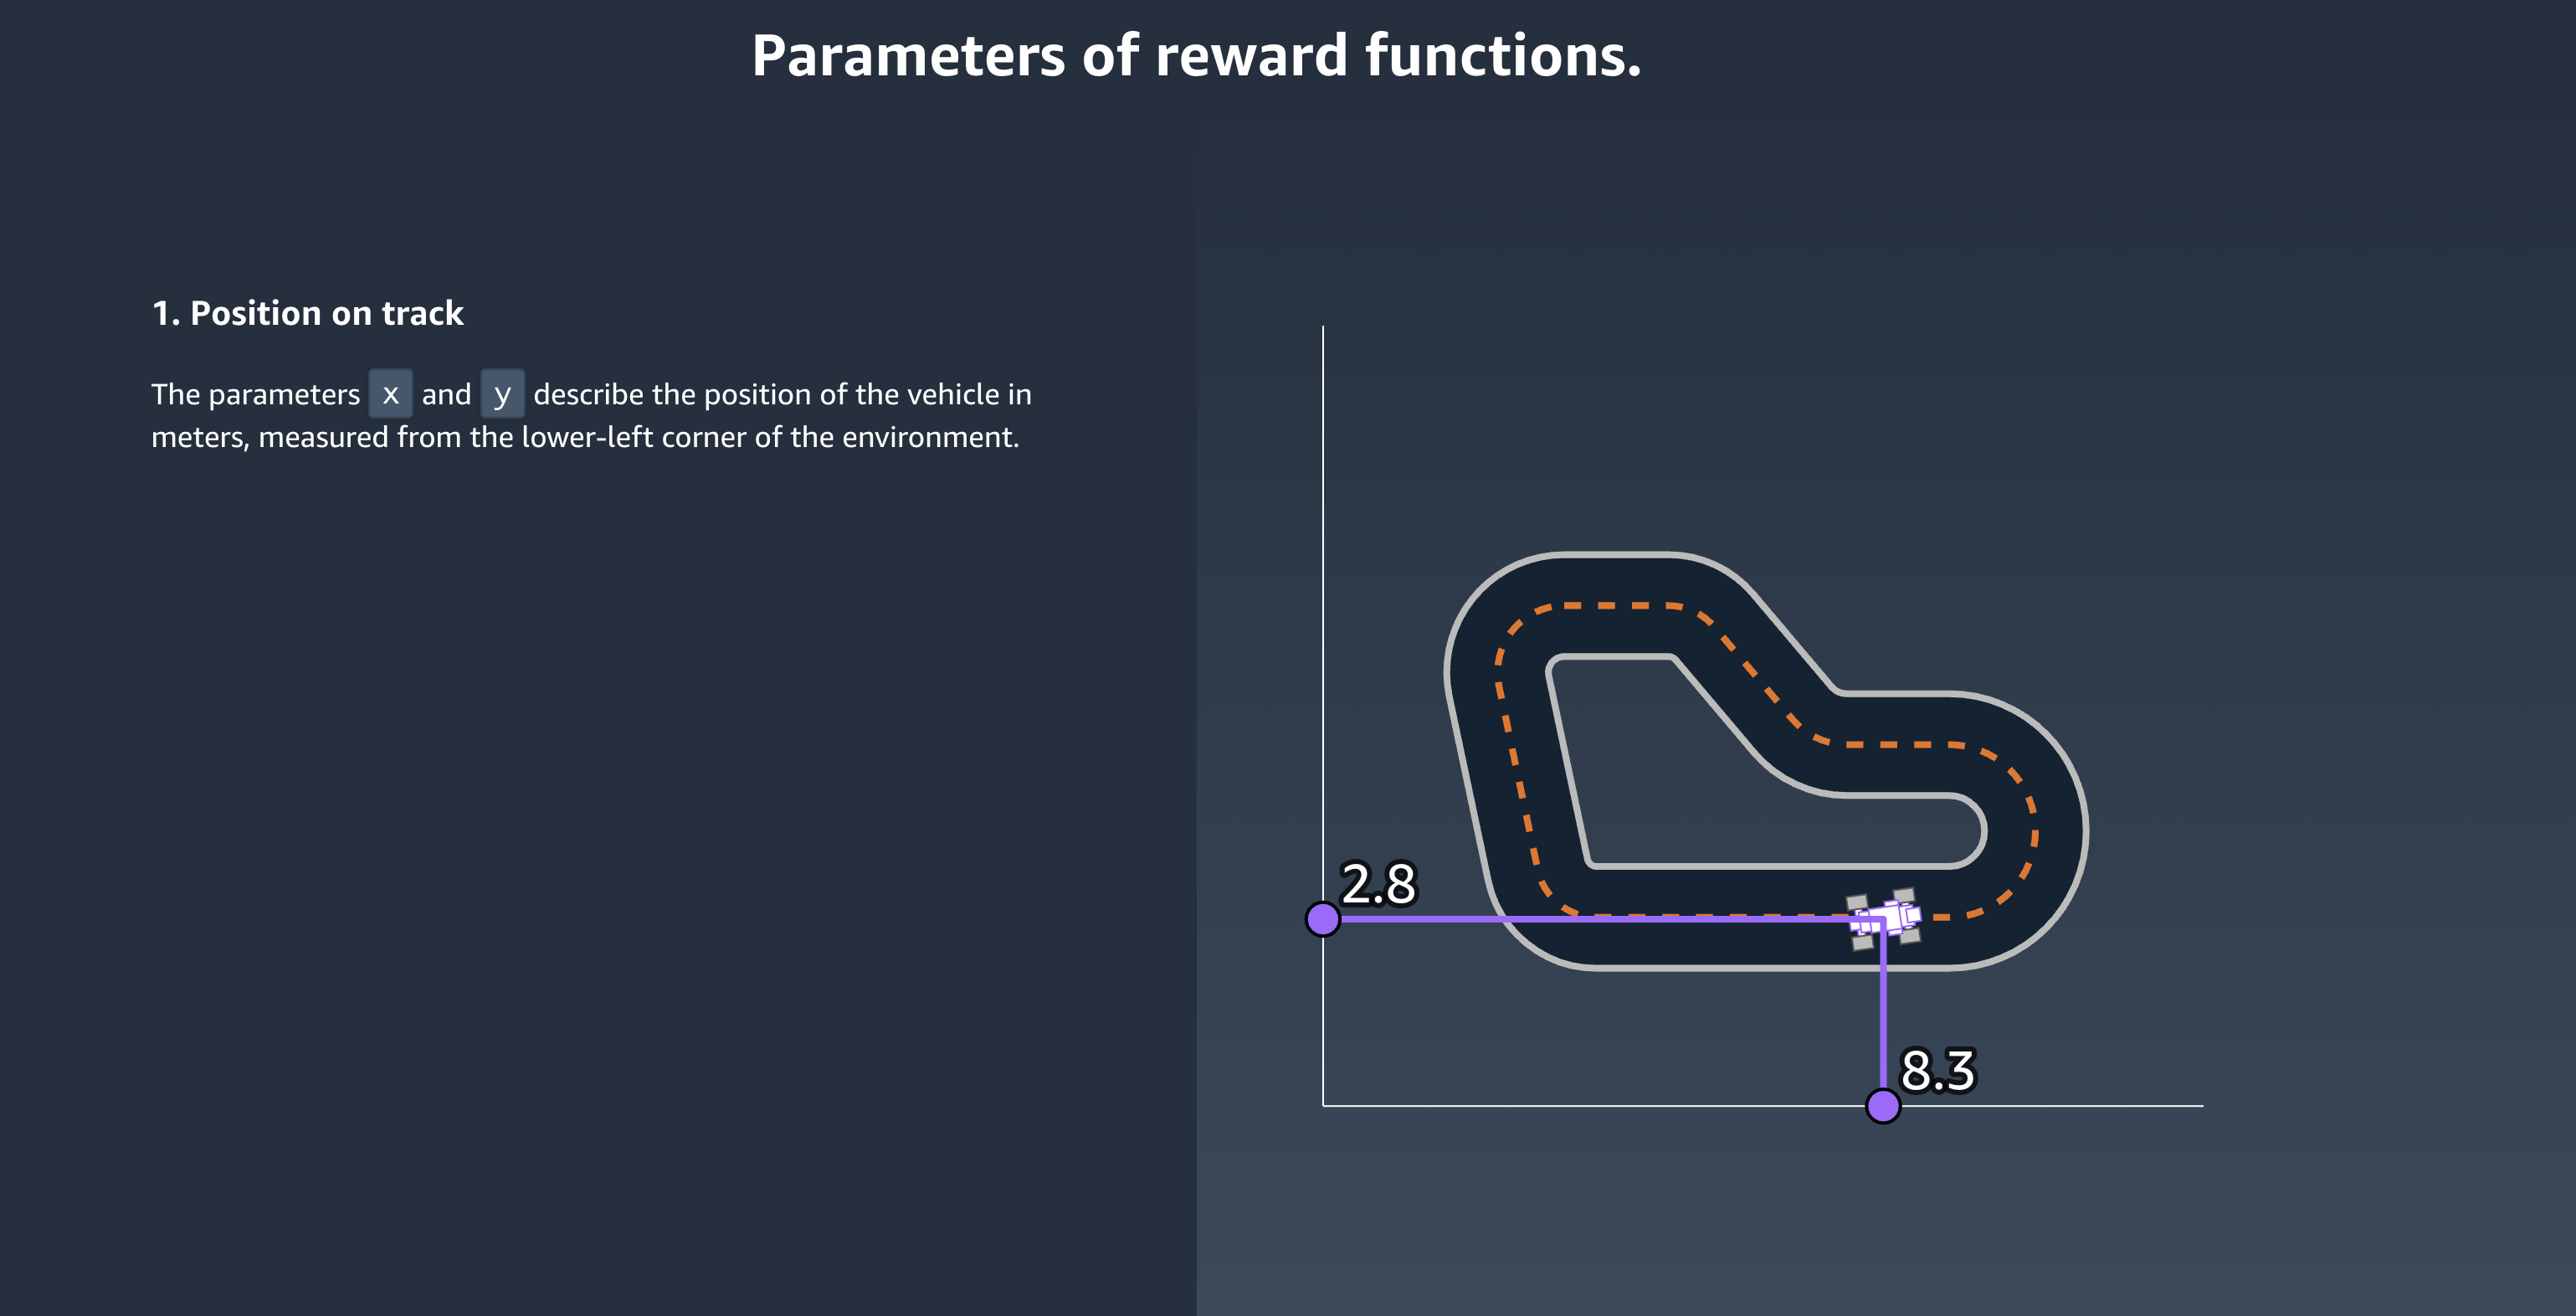 Parameters of reward functions.
1. Position on track
The parameters x and y describe the position of the vehicle in
meters, measured from the lower-left corner of the environment.
2.8
8.3